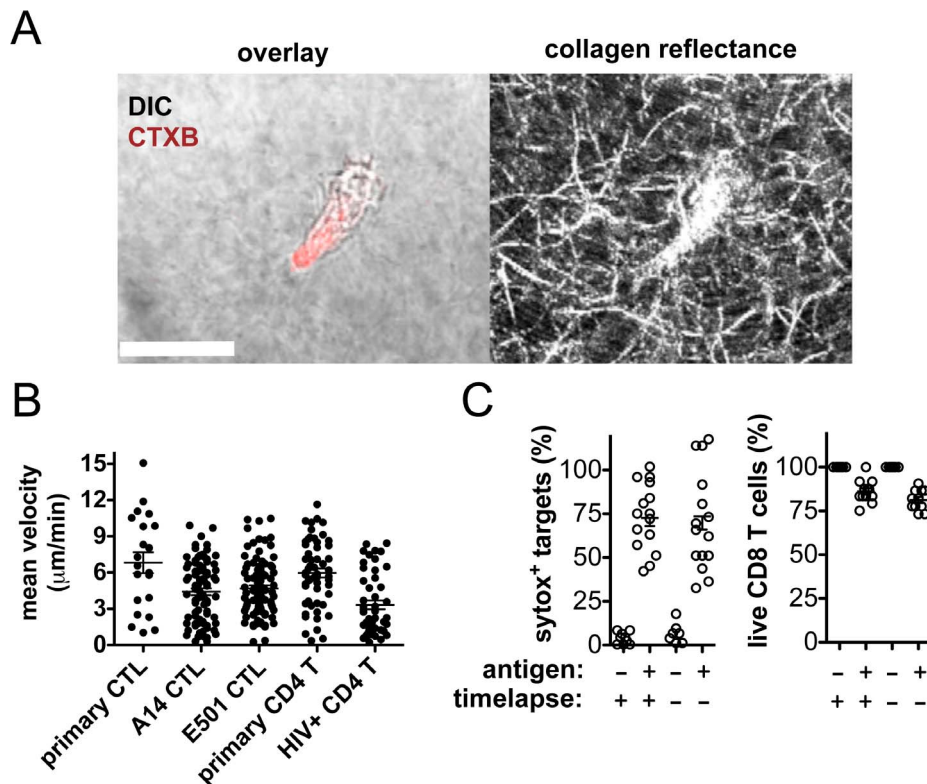 A
overlay
collagen reflectance
DIC
CTXB
B
mean velocity
(μm/min)
15
12
9
6
3
0
primary CTL
A14 CTL
E501 CTL
primary CD4 T
HIV+ CD4 T
C
sytox⁺ targets (%)
100
75
50
25
0
live CD8 T cells (%)
100
75
50
25
0
antigen: – + – + – + – +
timelapse: + + – – + + – –